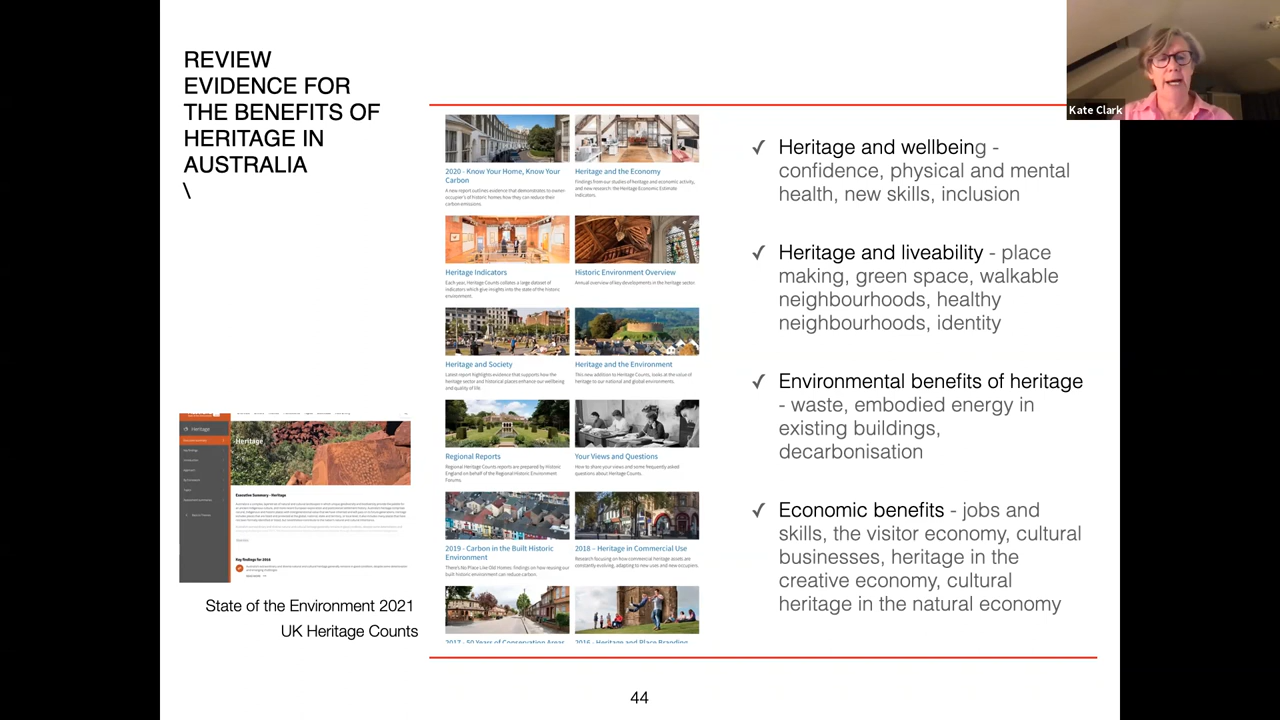 REVIEW
EVIDENCE FOR
THE BENEFITS OF
HERITAGE IN
AUSTRALIA
\
Heritage
Heritage
Executive Summary - Heritage
Key findings for 2016
State of the Environment 2021
UK Heritage Counts
2020 - Know Your Home, Know Your
Carbon
A new report outlines evidence that demonstrates to owner-
occupier's of
homes how they can reduce their
carbon emissions.
Heritage and the Economy
Findings from our studies of heritage and economic activity,
and new research: the Heritage Economic Estimate
Indicators.
Heritage Indicators
Each year, Heritage Counts collates a large dataset of
indicators which give insights into the state of the historic
environment.
Historic Environment Overview
Annual overview of key developments in the heritage sector.
Heritage and Society
Latest report highlights evidence that supports how the
heritage sector and historical places enhance our wellbeing
and quality of life.
Heritage and the Environment
This new addition to Heritage Counts, looks at the value of
heritage to our national and global environments.
Regional Reports
Regional Heritage Counts reports are prepared by Historic
England on behalf of the Regional Historic Environment
Forums.
Your Views and Questions
How to share your views and some frequently asked
questions about Heritage Counts.
2019 - Carbon in the Built Historic
Environment
There's No Place Like Old Homes: findings on how reusing our
built historic environment can reduce carbon.
2018 – Heritage in Commercial Use
Research focusing on how commercial heritage assets are
constantly evolving, adapting to new uses and new occupiers.
2017 - 50 Years of Conservation Areas
2016 - Heritage and Place Branding
✓ Heritage and wellbeing -
confidence, physical and mental
health, new skills, inclusion
✓ Heritage and liveability - place
making, green space, walkable
neighbourhoods, healthy
neighbourhoods, identity
✓ Environmental benefits of heritage
- waste, embodied energy in
existing buildings,
decarbonisation
✓ Economic benefits - jobs and
skills, the visitor economy, cultural
businesses heritage in the
creative economy, cultural
heritage in the natural economy
44
Kate Clark